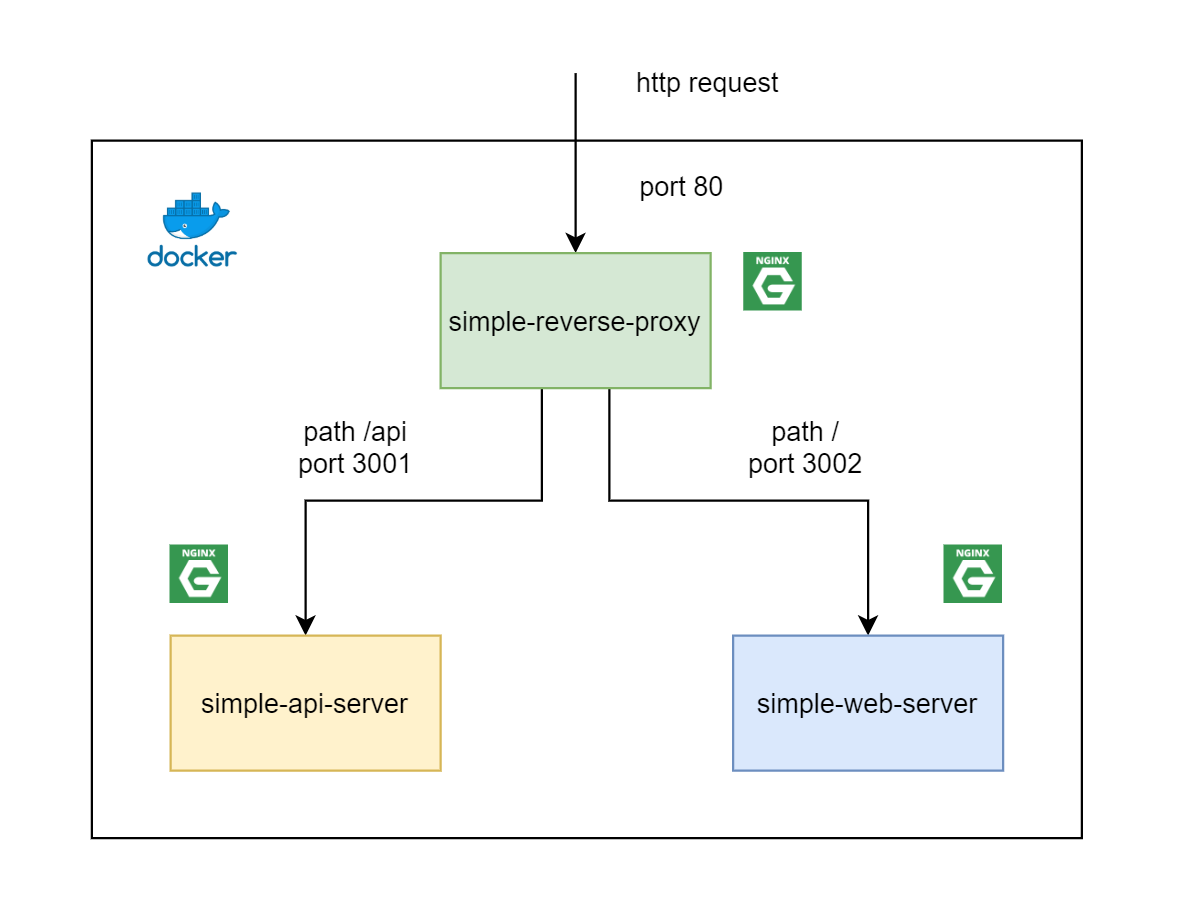 http request
port 80
docker
NGINX
simple-reverse-proxy
path /api
port 3001
path /
port 3002
NGINX
NGINX
simple-api-server
simple-web-server